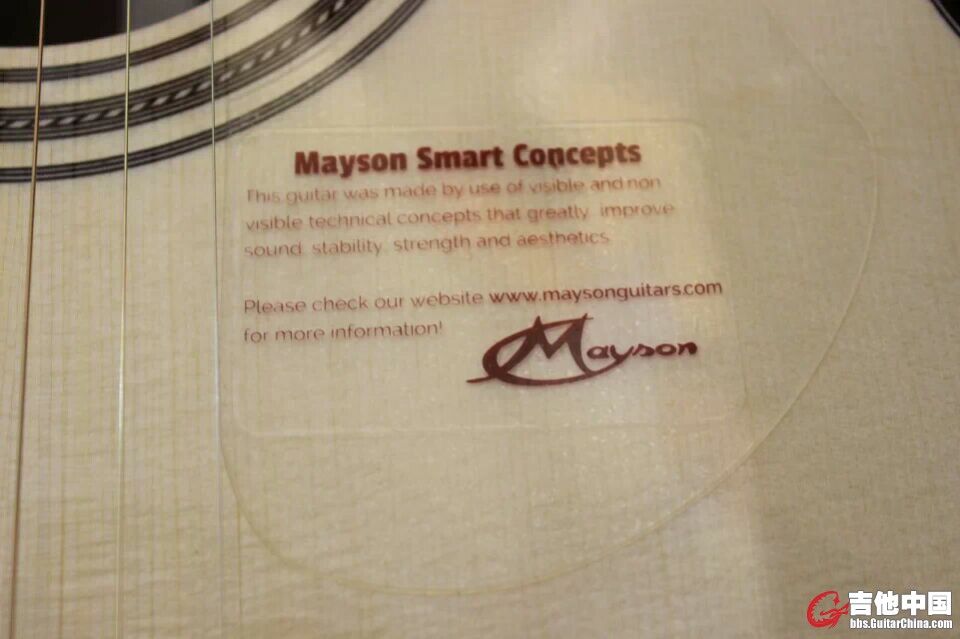 Mayson Smart Concepts
This guitar was made by use of visible and non
visible technical concepts that greatly improve
sound, stability, strength and aesthetics.
Please check our website www.maysonguitars.com
for more information!
Mayson
吉他中国
bbs.GuitarChina.com